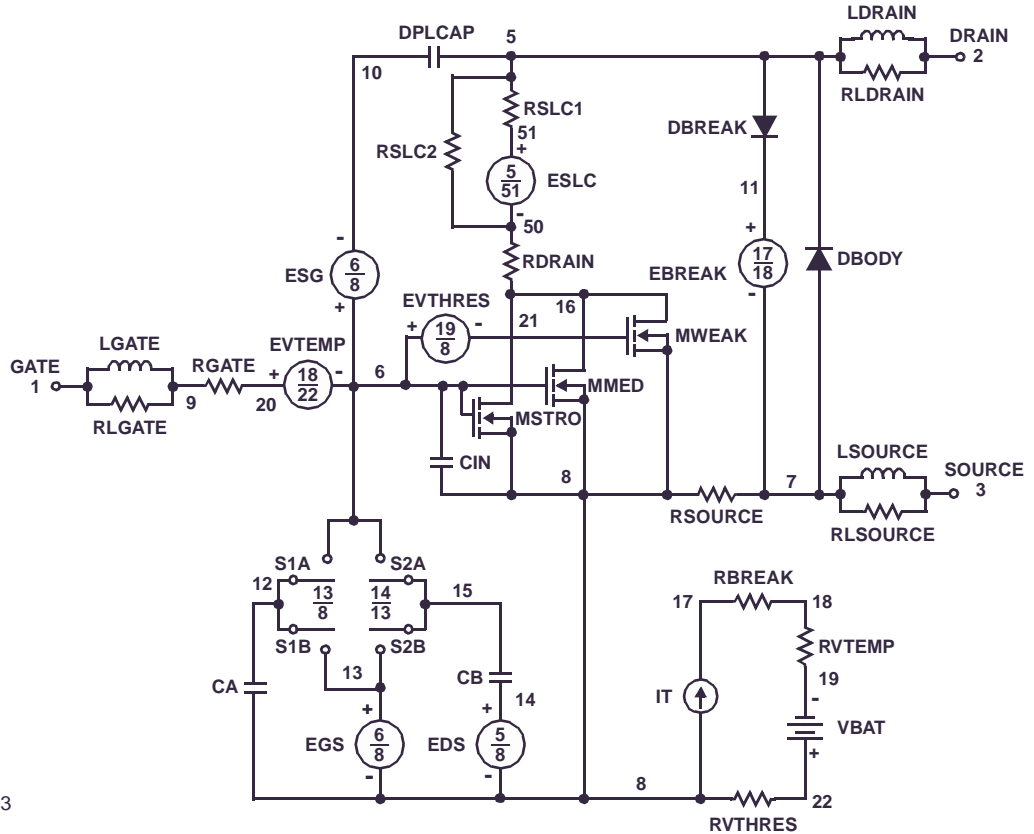 LDRAIN
DPLCAP
5
DRAIN
2
10
RLDRAIN
RSLC1
51
+
DBREAK
RSLC2
5
51
ESLC
11
-
50
-
+
ESG
6
8
RDRAIN
EBREAK
17
18
DBODY
+
-
EVTHRES
16
21
+
19
8
-
MWEAK
LGATE
EVTEMP
GATE
1
RGATE
+
18
22
-
6
MMED
9
20
RLGATE
MSTRO
CIN
8
7
LSOURCE
SOURCE
3
RSOURCE
RLSOURCE
S1A
S2A
12
13
8
14
13
15
RBREAK
17
18
S1B
S2B
RVTEMP
13
CB
19
CA
14
IT
-
VBAT
+
+
+
EGS
6
8
EDS
5
8
-
-
8
22
3
RVTHRES